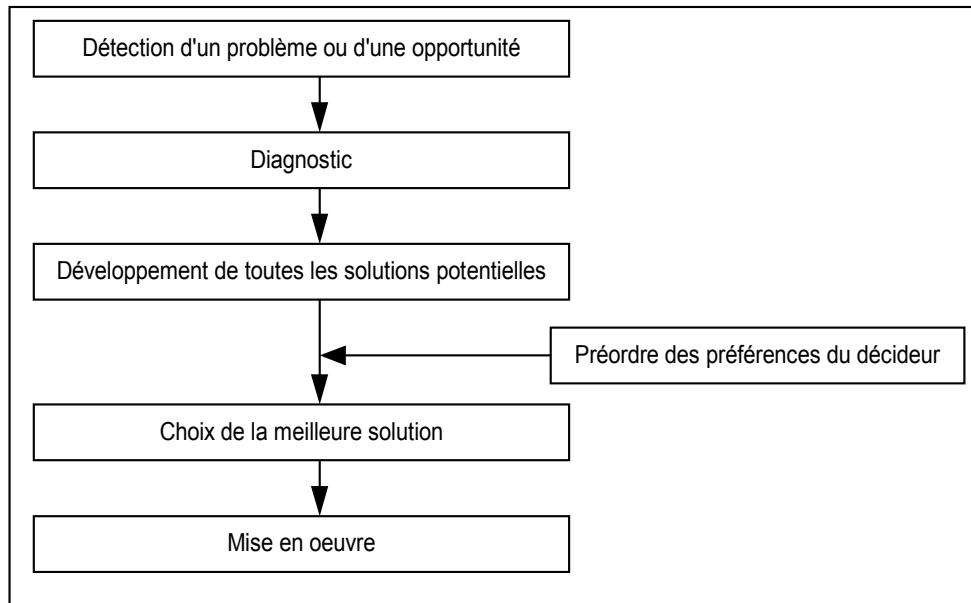 Détection d'un problème ou d'une opportunité
Diagnostic
Développement de toutes les solutions potentielles
Préordre des préférences du décideur
Choix de la meilleure solution
Mise en oeuvre